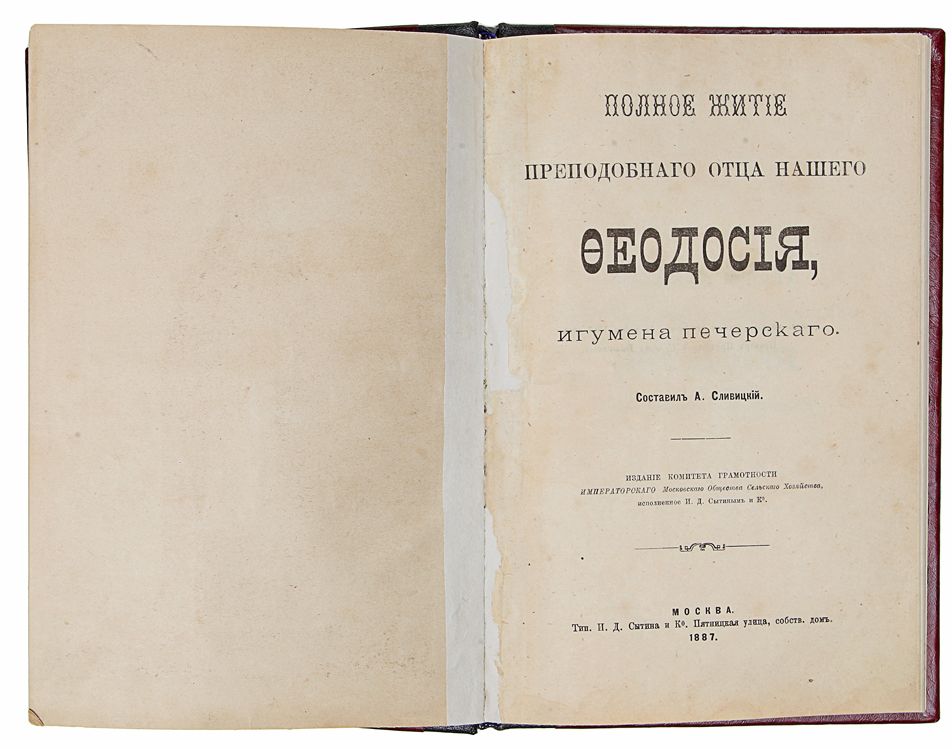 ПОЛНОЕ ЖИТІЕ
ПРЕПОДОБНАГО ОТЦА НАШЕГО
ѲЕОДОСІЯ,
игумена печерскаго.
Составилъ А. Сливицкій.
ИЗДАНІЕ КОМИТЕТА ГРАМОТНОСТИ
ИМПЕРАТОРСКАГО Московскаго Общества Сельскаго Хозяйства,
исполненное И. Д. Сытинымъ и Кº.
МОСКВА.
Тип. И. Д. Сытина и Кº. Пятницкая улица, собств. домъ.
1887.